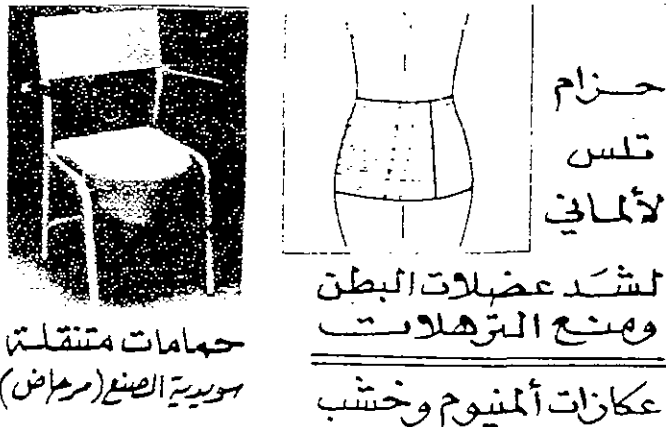 حزام
تلس
لألماني
لشد عضلات البطن
ومنع الترهلات
عكازات ألمنيوم وخشب
حمامات متنقلة
سويدية الصنع (مرحاض)